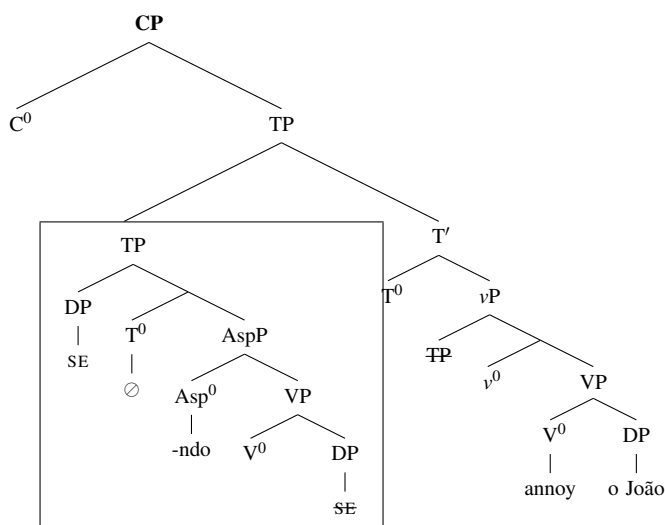 CP
C⁰ TP
TP T′
DP T⁰ vP
SE T⁰ AspP TP v⁰ VP
∅ Asp⁰ VP V⁰ DP
-ndo V⁰ DP annoy o João
SE